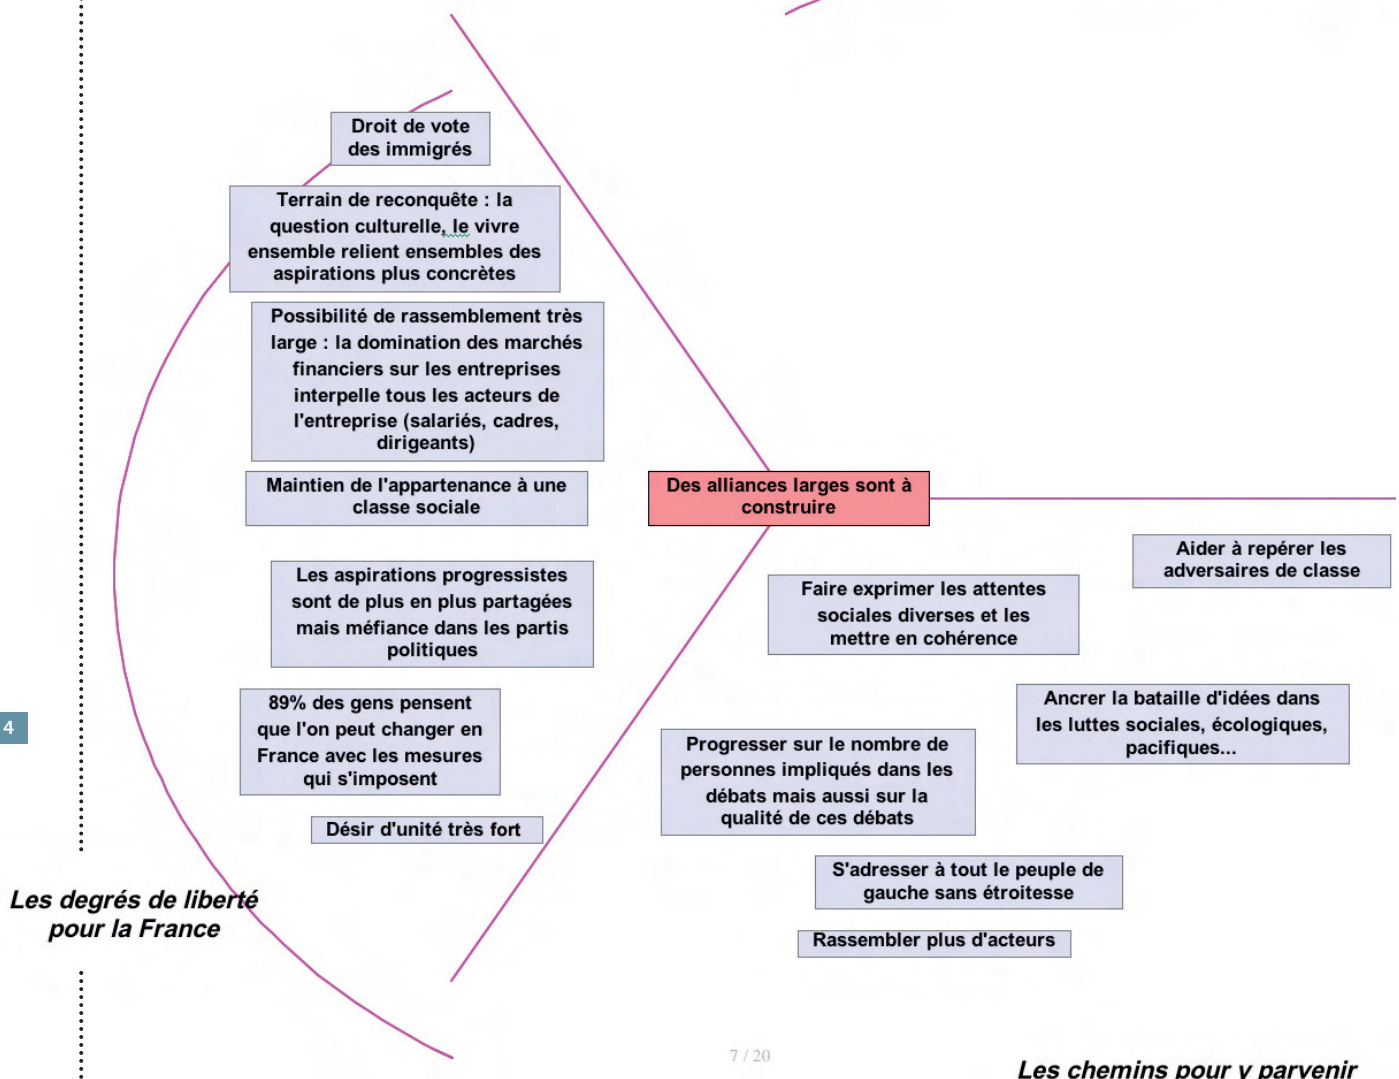 Droit de vote
des immigrés
Terrain de reconquête : la
question culturelle, le vivre
ensemble relient ensembles des
aspirations plus concrètes
Possibilité de rassemblement très
large : la domination des marchés
financiers sur les entreprises
interpelle tous les acteurs de
l'entreprise (salariés, cadres,
dirigeants)
Maintien de l'appartenance à une
classe sociale
Les aspirations progressistes
sont de plus en plus partagées
mais méfiance dans les partis
politiques
89% des gens pensent
que l'on peut changer en
France avec les mesures
qui s'imposent
Désir d'unité très fort
4
Les degrés de liberté
pour la France
Des alliances larges sont à
construire
Aider à repérer les
adversaires de classe
Faire exprimer les attentes
sociales diverses et les
mettre en cohérence
Ancrer la bataille d'idées dans
les luttes sociales, écologiques,
pacifiques...
Progresser sur le nombre de
personnes impliqués dans les
débats mais aussi sur la
qualité de ces débats
S'adresser à tout le peuple de
gauche sans étroitesse
Rassembler plus d'acteurs
7 / 20
Les chemins pour y parvenir